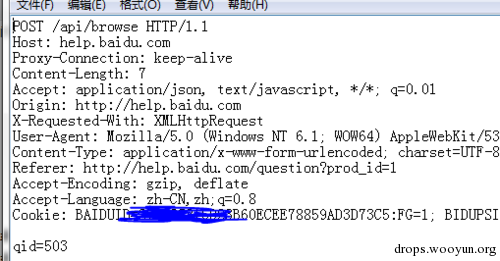 文件(F) 编辑(E) 格式(O) 查看(V) 帮助(H)
POST /api/browse HTTP/1.1
Host: help.baidu.com
Proxy-Connection: keep-alive
Content-Length: 7
Accept: application/json, text/javascript, */*; q=0.01
Origin: http://help.baidu.com
X-Requested-With: XMLHttpRequest
User-Agent: Mozilla/5.0 (Windows NT 6.1; WOW64) AppleWebKit/53
Content-Type: application/x-www-form-urlencoded; charset=UTF-8
Referer: http://help.baidu.com/question?prod_id=1
Accept-Encoding: gzip, deflate
Accept-Language: zh-CN,zh;q=0.8
Cookie: BAIDUID B60ECEE78859AD3D73C5:FG=1; BIDUPSI
qid=503
drops.wooyun.org